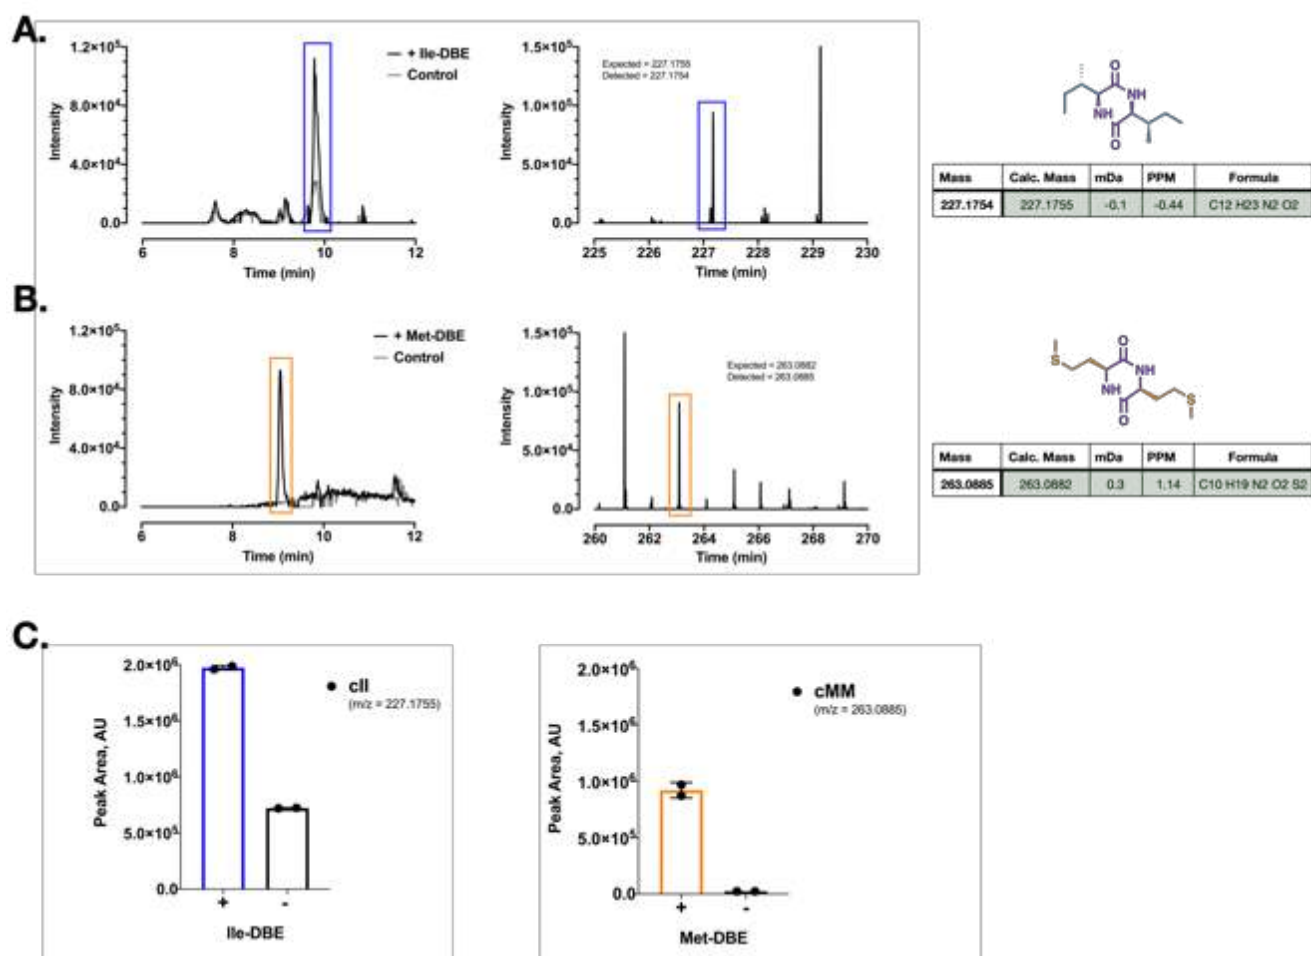 A.
1.2×10⁵
8.0×10⁴
4.0×10⁴
0.0
Intensity
6 8 10 12
Time (min)
+ Ile-DBE
Control
1.5×10⁵
1.0×10⁵
5.0×10⁴
0.0
Intensity
225 226 227 228 229 230
Time (min)
Expected = 227.1755
Detected = 227.1754
O
NH
NH
O
Mass Calc. Mass mDa PPM Formula
227.1754 227.1755 -0.1 -0.44 C12 H23 N2 O2
B.
1.2×10⁵
8.0×10⁴
4.0×10⁴
0.0
Intensity
6 8 10 12
Time (min)
+ Met-DBE
Control
1.5×10⁵
1.0×10⁵
5.0×10⁴
0.0
Intensity
260 262 264 266 268 270
Time (min)
Expected = 263.0882
Detected = 263.0885
S
O
NH
NH
S
O
Mass Calc. Mass mDa PPM Formula
263.0885 263.0882 0.3 1.14 C10 H19 N2 O2 S2
C.
2.0×10⁶
1.5×10⁶
1.0×10⁶
5.0×10⁵
0.0
Peak Area, AU
cII
(m/z = 227.1755)
+ -
Ile-DBE
2.0×10⁶
1.5×10⁶
1.0×10⁶
5.0×10⁵
0.0
Peak Area, AU
cMM
(m/z = 263.0885)
+ -
Met-DBE